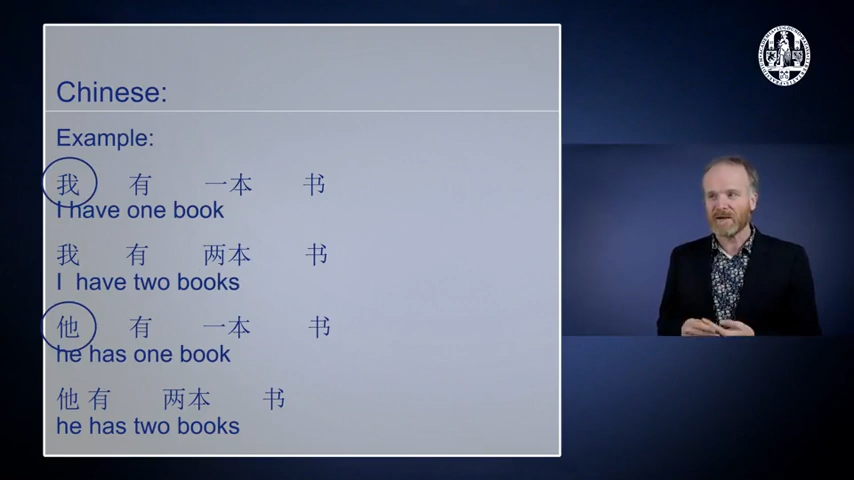 Chinese:
Example:
我 有 一本 书
I have one book
我 有 两本 书
I have two books
他 有 一本 书
he has one book
他 有 两本 书
he has two books